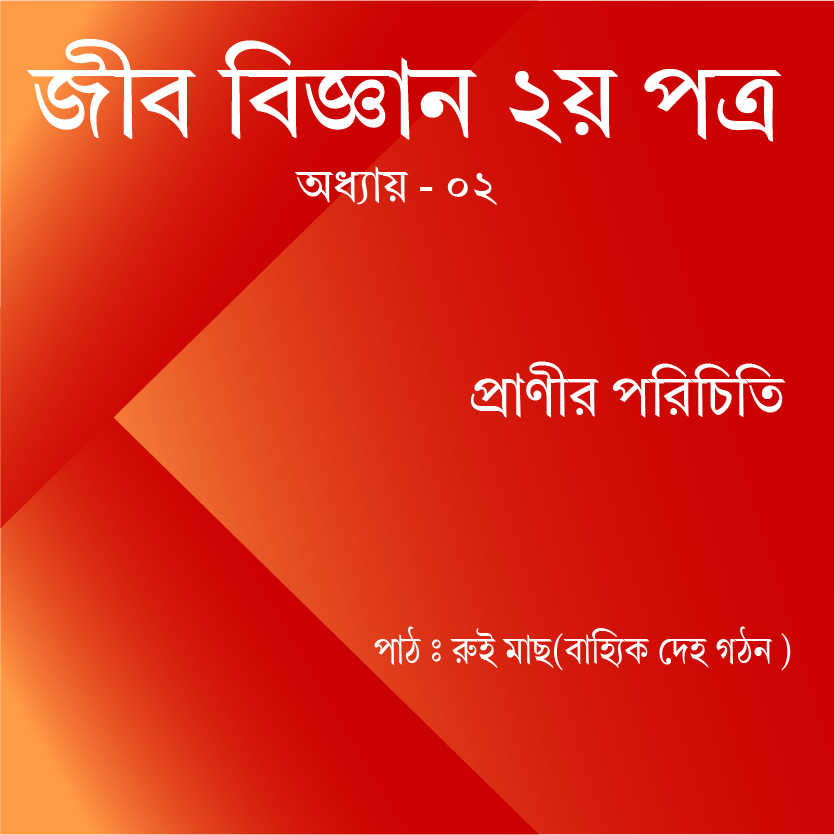 জীব বিজ্ঞান ২য় পত্র
অধ্যায় - ০২
প্রাণীর পরিচিতি
পাঠ ঃ রুই মাছ(বাহ্যিক দেহ গঠন )